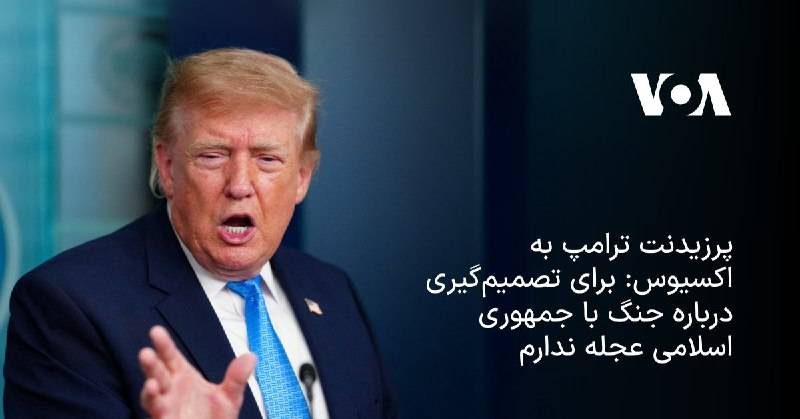 VOA
پرزیدنت ترامپ به
اکسیوس: برای تصمیم‌گیری
درباره جنگ با جمهوری
اسلامی عجله ندارم